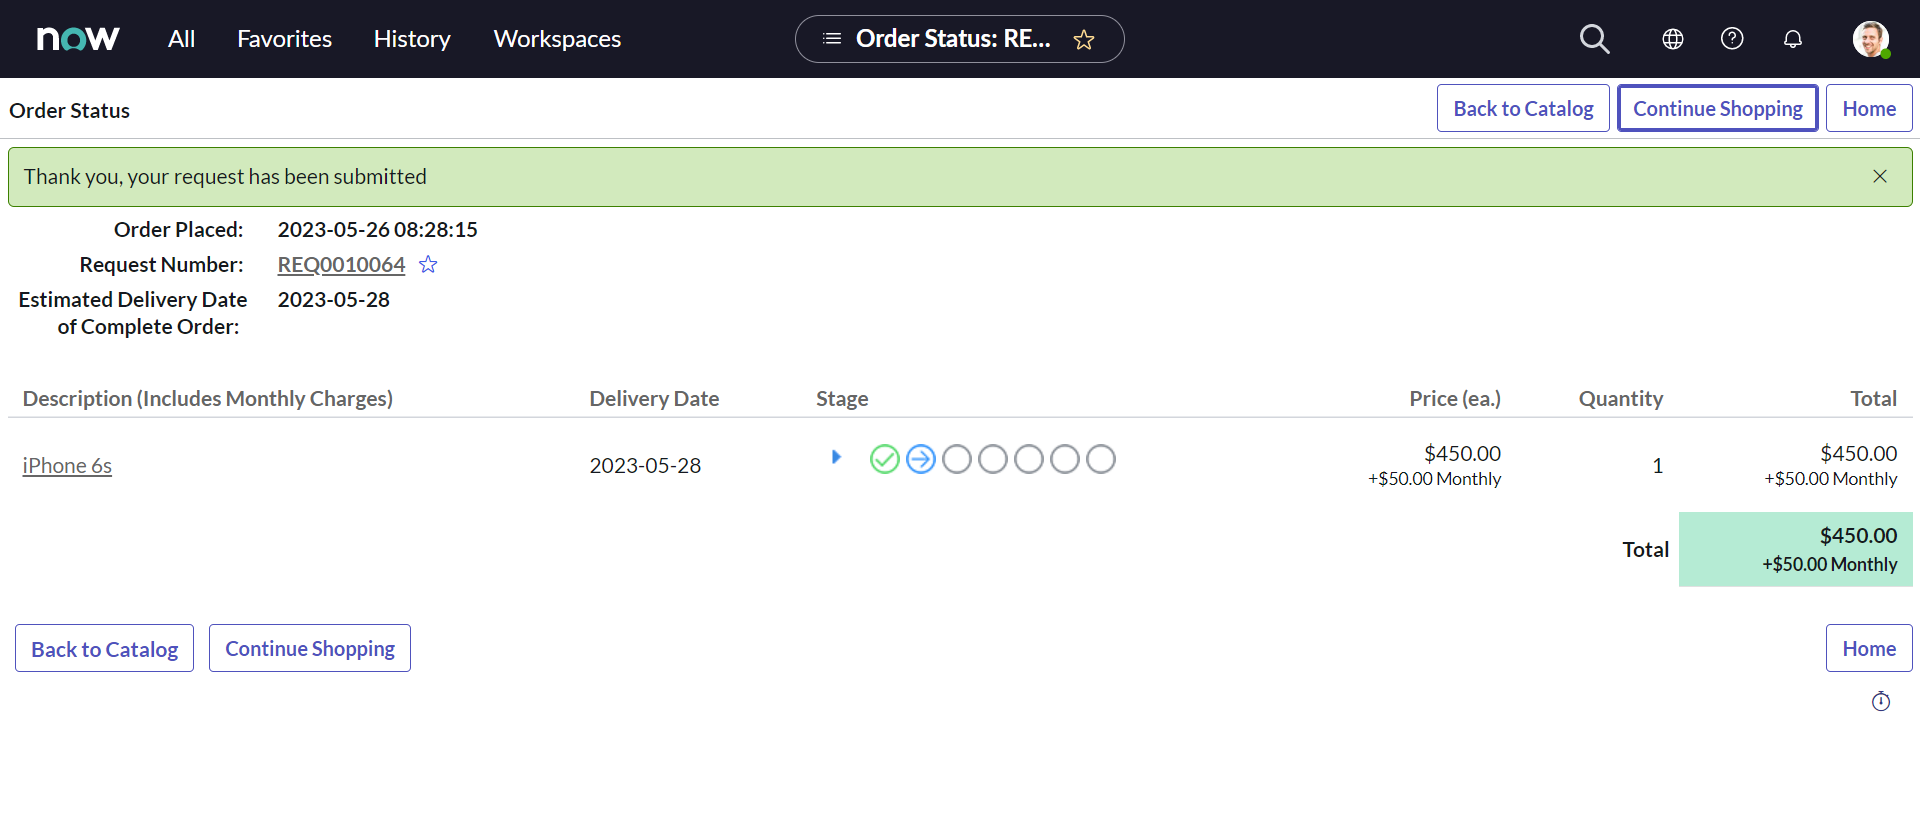 now All Favorites History Workspaces Order Status: RE...
Order Status Back to Catalog Continue Shopping Home
Thank you, your request has been submitted
Order Placed: 2023-05-26 08:28:15
Request Number: REQ0010064
Estimated Delivery Date 2023-05-28
of Complete Order:
Description (Includes Monthly Charges) Delivery Date Stage Price (ea.) Quantity Total
iPhone 6s 2023-05-28 $450.00 1 $450.00
+$50.00 Monthly +$50.00 Monthly
Total $450.00
+$50.00 Monthly
Back to Catalog Continue Shopping Home